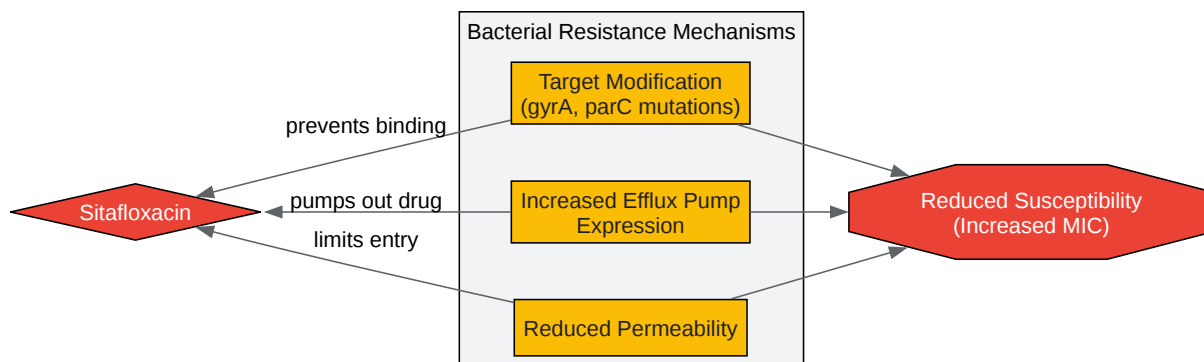 Bacterial Resistance Mechanisms
Target Modification
(gyrA, parC mutations)
prevents binding
Sitafloxacin
pumps out drug
Increased Efflux Pump
Expression
Reduced Susceptibility
(Increased MIC)
limits entry
Reduced Permeability